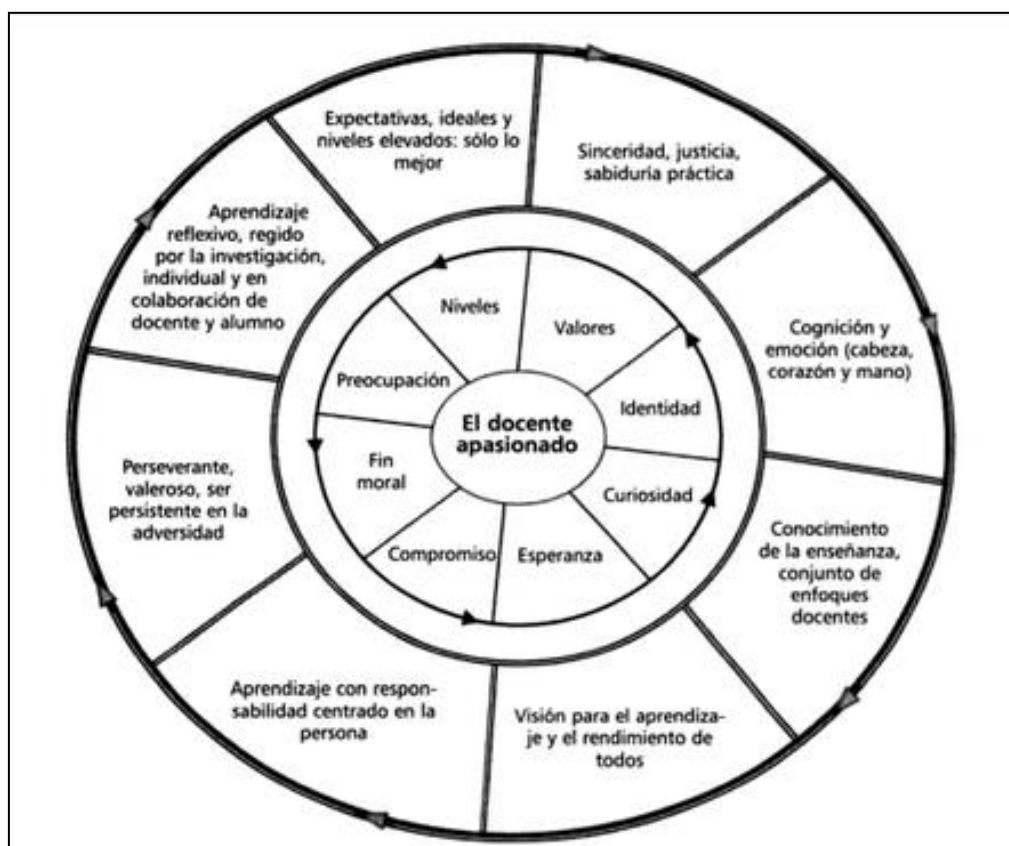 Expectativas, ideales y
niveles elevados: sólo lo
mejor
Sinceridad, justicia,
sabiduría práctica
Aprendizaje
reflexivo, regido
por la investigación,
individual y en
colaboración de
docente y alumno
Cognición y
emoción (cabeza,
corazón y mano)
Perseverante,
valeroso, ser
persistente en la
adversidad
Conocimiento
de la enseñanza,
conjunto de
enfoques
docentes
Aprendizaje con respon-
sabilidad centrado en la
persona
Visión para el aprendiza-
je y el rendimiento de
todos
Niveles
Valores
Preocupación
Identidad
El docente
apasionado
Fin
moral
Curiosidad
Compromiso
Esperanza